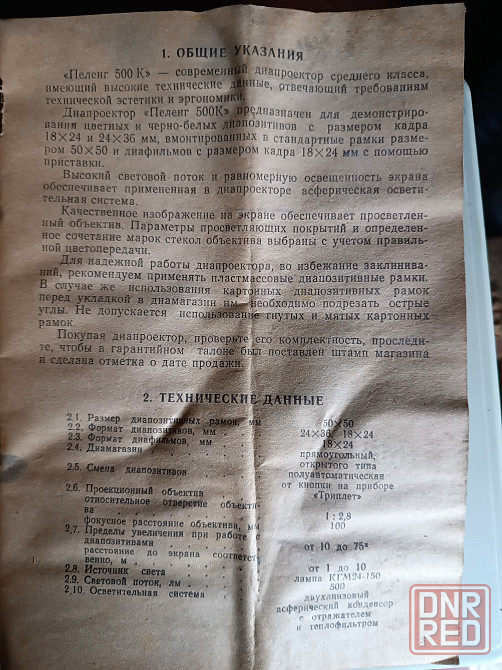 1. ОБЩИЕ УКАЗАНИЯ
«Пеленг 500 К» — современный диапроектор среднего класса,
имеющий высокие технические данные, отвечающий требованиям
технической эстетики и эргономики.
Диапроектор «Пеленг 500К» предназначен для демонстриро-
вания цветных и черно-белых диапозитивов с размером кадра
18×24 и 24×36 мм, вмонтированных в стандартные рамки разме-
ром 50×50 и диафильмов с размером кадра 18×24 мм с помощью
приставки.
Высокий световой поток и равномерную освещенность экрана
обеспечивает примененная в диапроекторе асферическая освети-
тельная система.
Качественное изображение на экране обеспечивает просветлен-
ный объектив. Параметры просветляющих покрытий и определен-
ное сочетание марок стекол объектива выбраны с учетом правиль-
ной цветопередачи.
Для надежной работы диапроектора, во избежание заклинива-
ний, рекомендуем применять пластмассовые диапозитивные рамки.
В случае же использования картонных диапозитивных рамок
перед укладкой в диамагазин им необходимо подрезать острые
углы. Не допускается использование гнутых и мятых картонных
рамок.
Покупая диапроектор, проверьте его комплектность, проследи-
те, чтобы в гарантийном талоне был поставлен штамп магазина
и сделана отметка о дате продажи.
2. ТЕХНИЧЕСКИЕ ДАННЫЕ
2.1. Размер диапозитивных рамок, мм 50×50
2.2. Формат диапозитивов, мм 24×36, 18×24
2.3. Формат диафильмов, мм 18×24
2.4. Диамагазин прямоугольный,
открытого типа
2.5. Смена диапозитивов полуавтоматическая
от кнопки на приборе
2.6. Проекционный объектив «Триплет»
относительное отверстие объекти-
ва 1:2,8
фокусное расстояние объектива, мм 100
2.7. Пределы увеличения при работе с
диапозитивами от 10 до 75ˣ
расстояние до экрана соответст-
венно, м от 1 до 10
2.8. Источник света лампа КГМ24-150
2.9. Световой поток, лм 500
2.10. Осветительная система двухлинзовый
асферический конденсор
с отражателем
и теплофильтром
DNR
RED